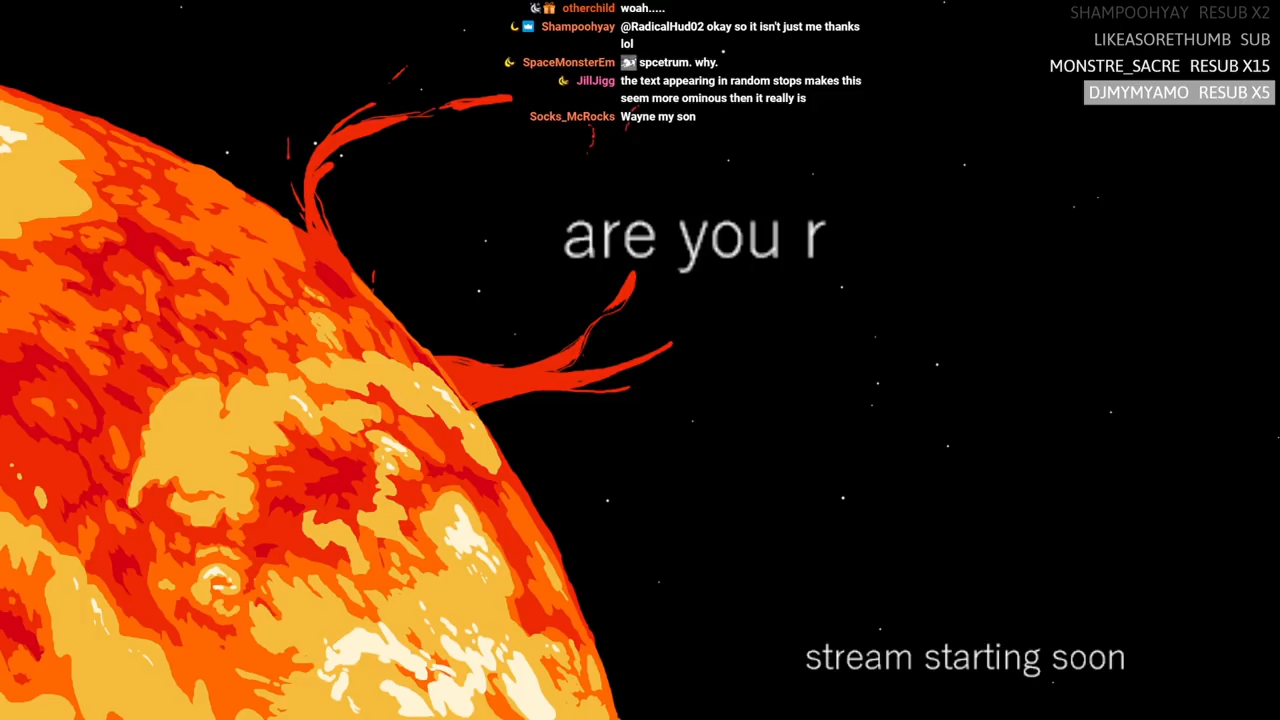 otherchild woah.....
Shampoohyay @RadicalHud02 okay so it isn't just me thanks
lol
SpaceMonsterEm spcetrum. why.
JillJigg the text appearing in random stops makes this
seem more ominous then it really is
Socks_McRocks Wayne my son
SHAMPOOHYAY RESUB X2
LIKEASORETHUMB SUB
MONSTRE_SACRE RESUB X15
DJMYMYAMO RESUB X5
are you r
stream starting soon